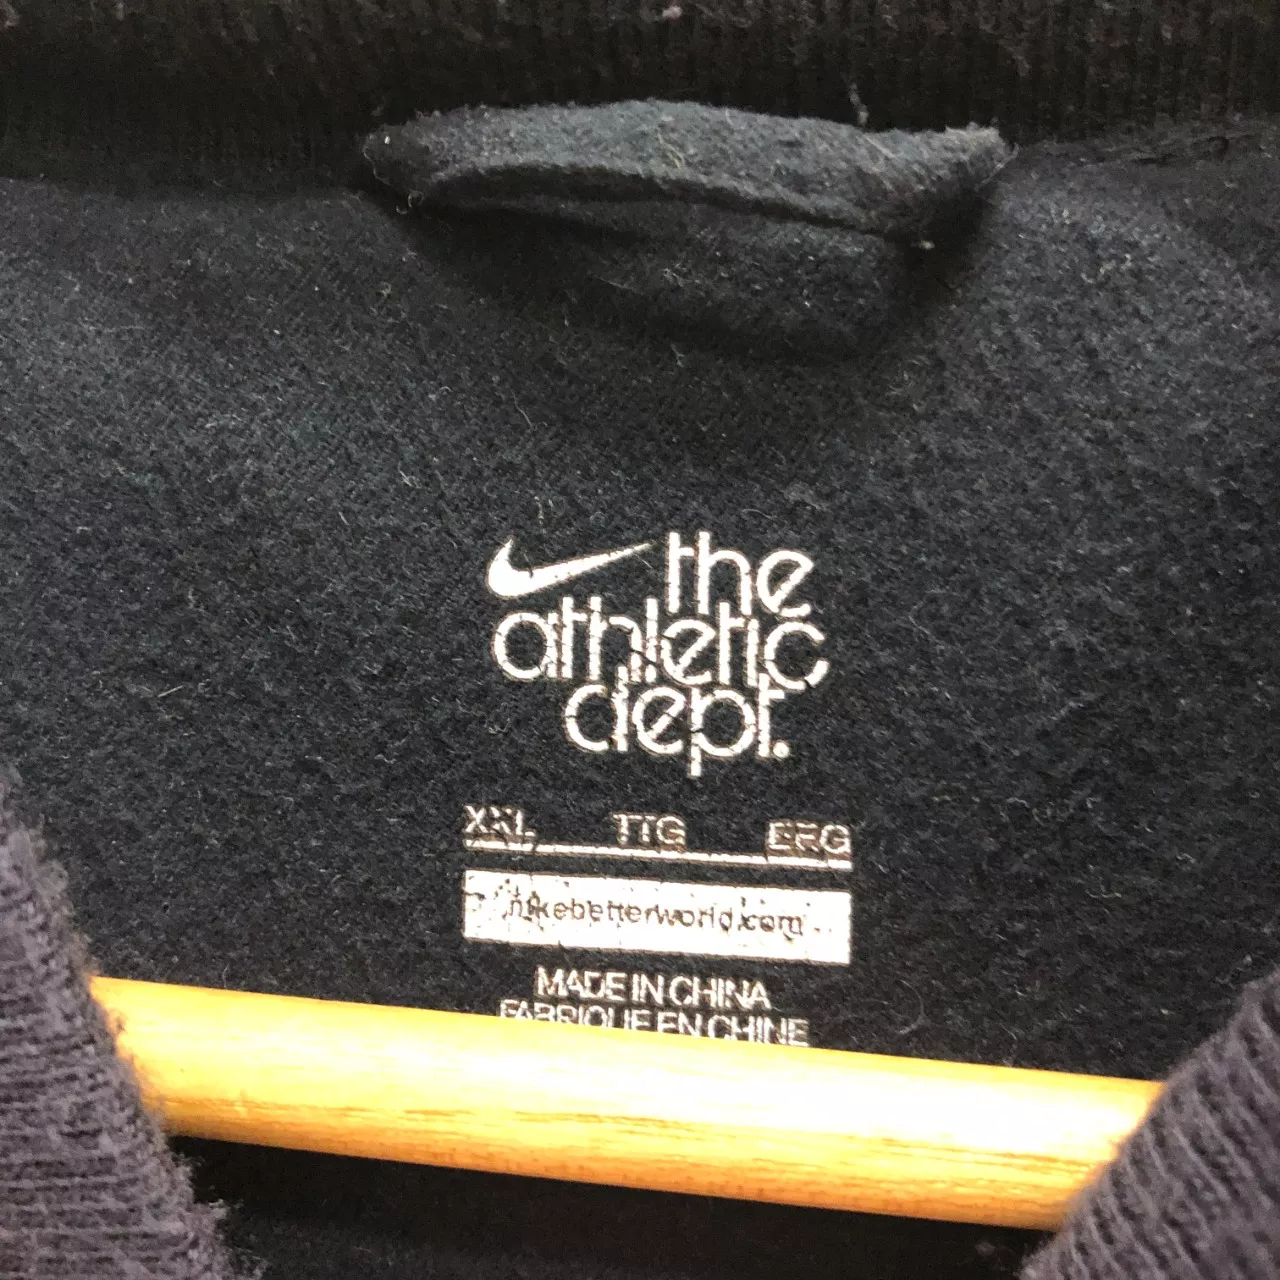 the
athletic
dept.
XXL TTG EEG
nikebetterworld.com
MADE IN CHINA
FABRIQUE EN CHINE